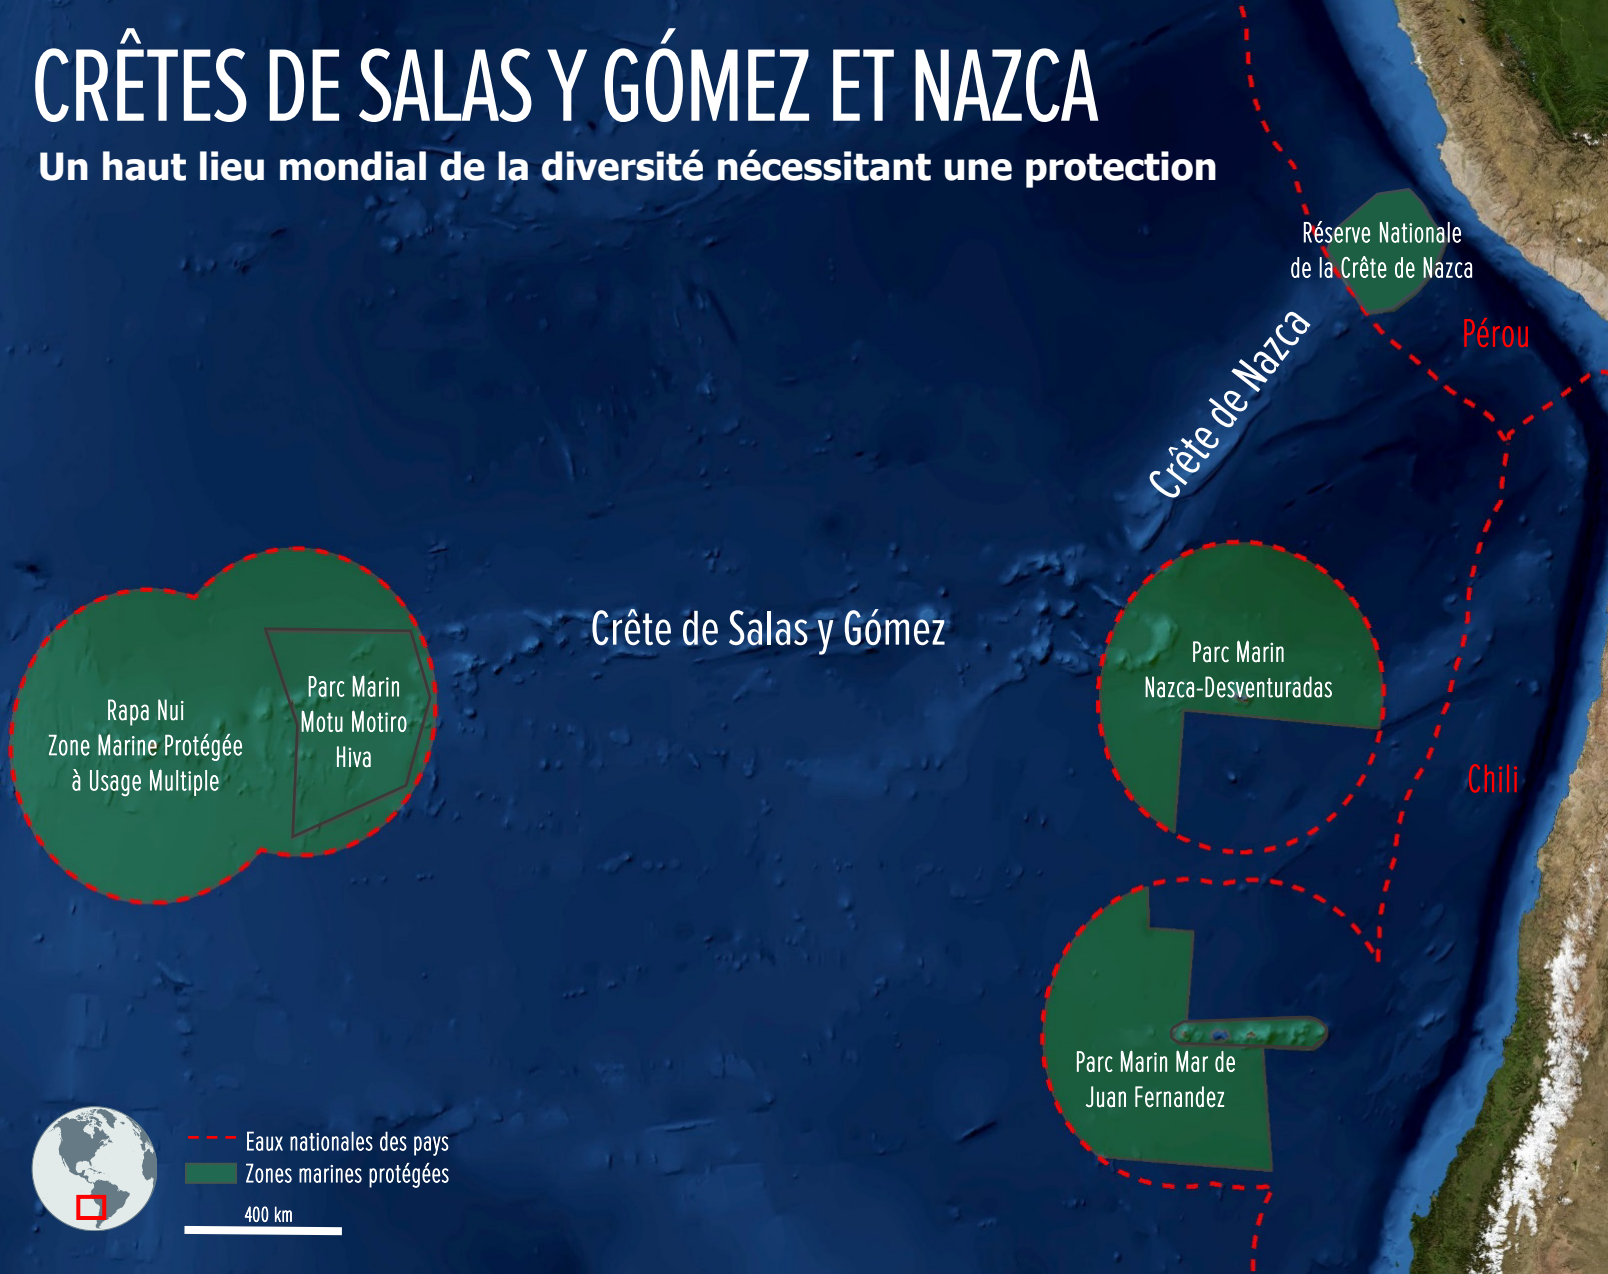 CRÊTES DE SALAS Y GÓMEZ ET NAZCA
Un haut lieu mondial de la diversité nécessitant une protection
Réserve Nationale
de la Crête de Nazca
Pérou
Crête de Nazca
Crête de Salas y Gómez
Parc Marin
Nazca-Desventuradas
Parc Marin
Motu Motiro
Hiva
Rapa Nui
Zone Marine Protégée
à Usage Multiple
Chili
Parc Marin Mar de
Juan Fernandez
Eaux nationales des pays
Zones marines protégées
400 km